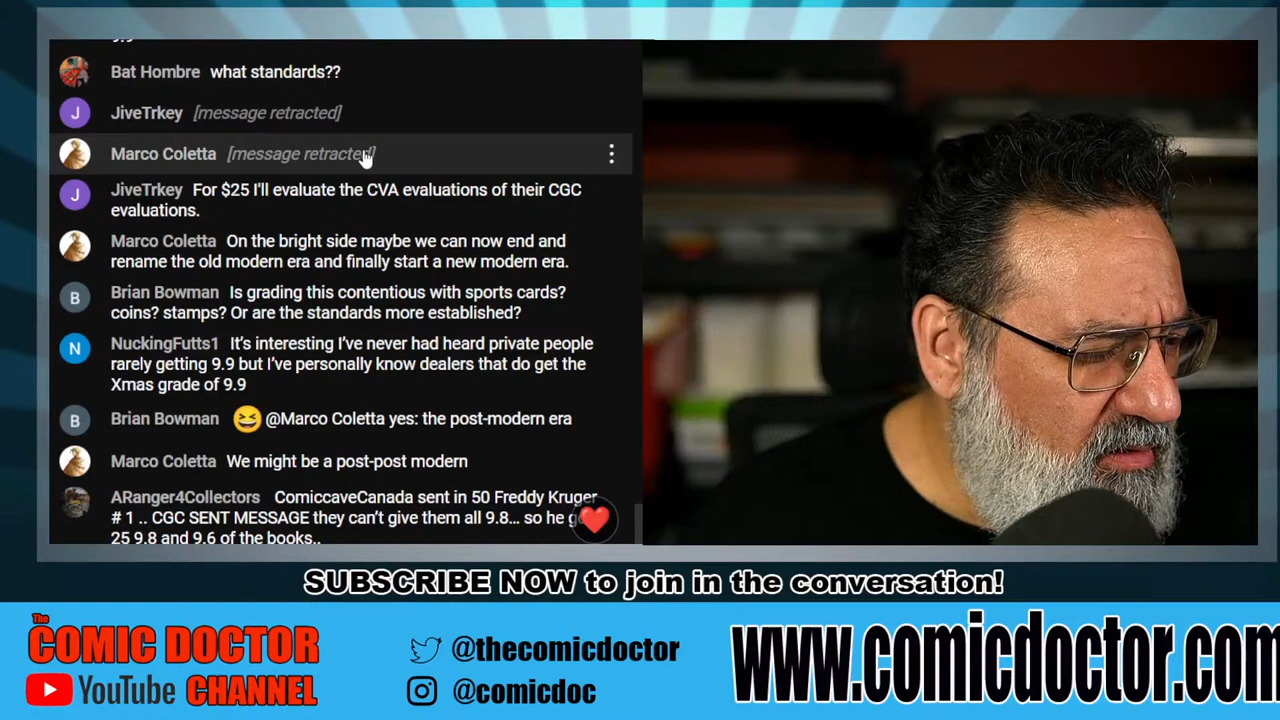 Bat Hombre what standards??
J JiveTrkey [message retracted]
Marco Coletta [message retracted]
J JiveTrkey For $25 I'll evaluate the CVA evaluations of their CGC
evaluations.
Marco Coletta On the bright side maybe we can now end and
rename the old modern era and finally start a new modern era.
B Brian Bowman Is grading this contentious with sports cards?
coins? stamps? Or are the standards more established?
N NuckingFutts1 It's interesting I've never had heard private people
rarely getting 9.9 but I've personally know dealers that do get the
Xmas grade of 9.9
B Brian Bowman 😆 @Marco Coletta yes: the post-modern era
Marco Coletta We might be a post-post modern
ARanger4Collectors ComiccaveCanada sent in 50 Freddy Kruger
# 1 .. CGC SENT MESSAGE they can't give them all 9.8… so he
25 9.8 and 9.6 of the books..
SUBSCRIBE NOW to join in the conversation!
The
COMIC DOCTOR
YouTube CHANNEL
@thecomicdoctor
@comicdoc
www.comicdoctor.com